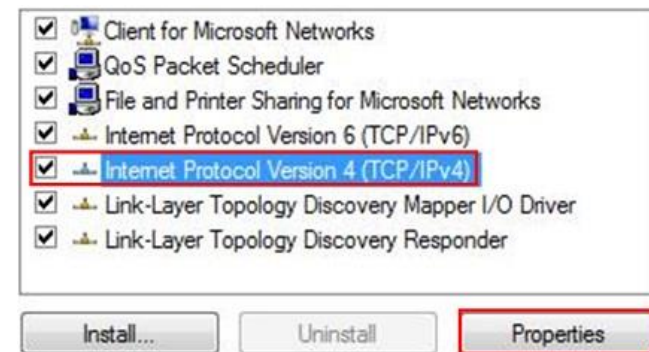 Client for Microsoft Networks
QoS Packet Scheduler
File and Printer Sharing for Microsoft Networks
Internet Protocol Version 6 (TCP/IPv6)
Internet Protocol Version 4 (TCP/IPv4)
Link-Layer Topology Discovery Mapper I/O Driver
Link-Layer Topology Discovery Responder
Install... Uninstall Properties